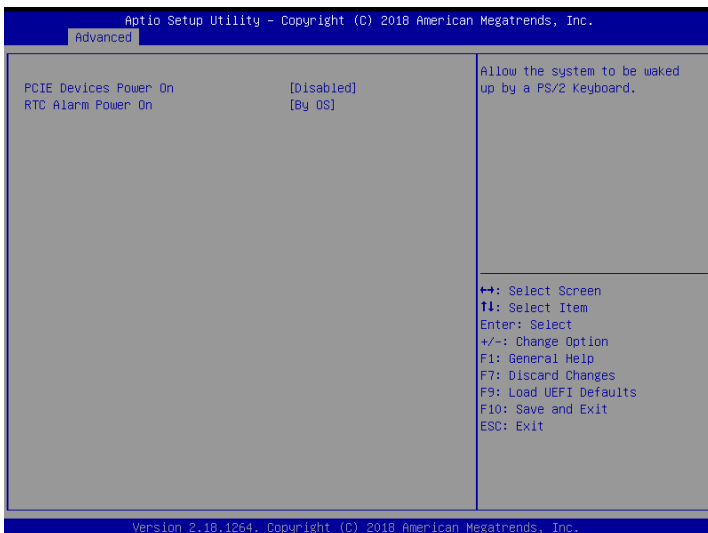 Aptio Setup Utility – Copyright (C) 2018 American Megatrends, Inc.
Advanced
PCIE Devices Power On [Disabled]
RTC Alarm Power On [By OS]
Allow the system to be waked
up by a PS/2 Keyboard.
↔: Select Screen
↑↓: Select Item
Enter: Select
+/-: Change Option
F1: General Help
F7: Discard Changes
F9: Load UEFI Defaults
F10: Save and Exit
ESC: Exit
Version 2.18.1264. Copyright (C) 2018 American Megatrends, Inc.